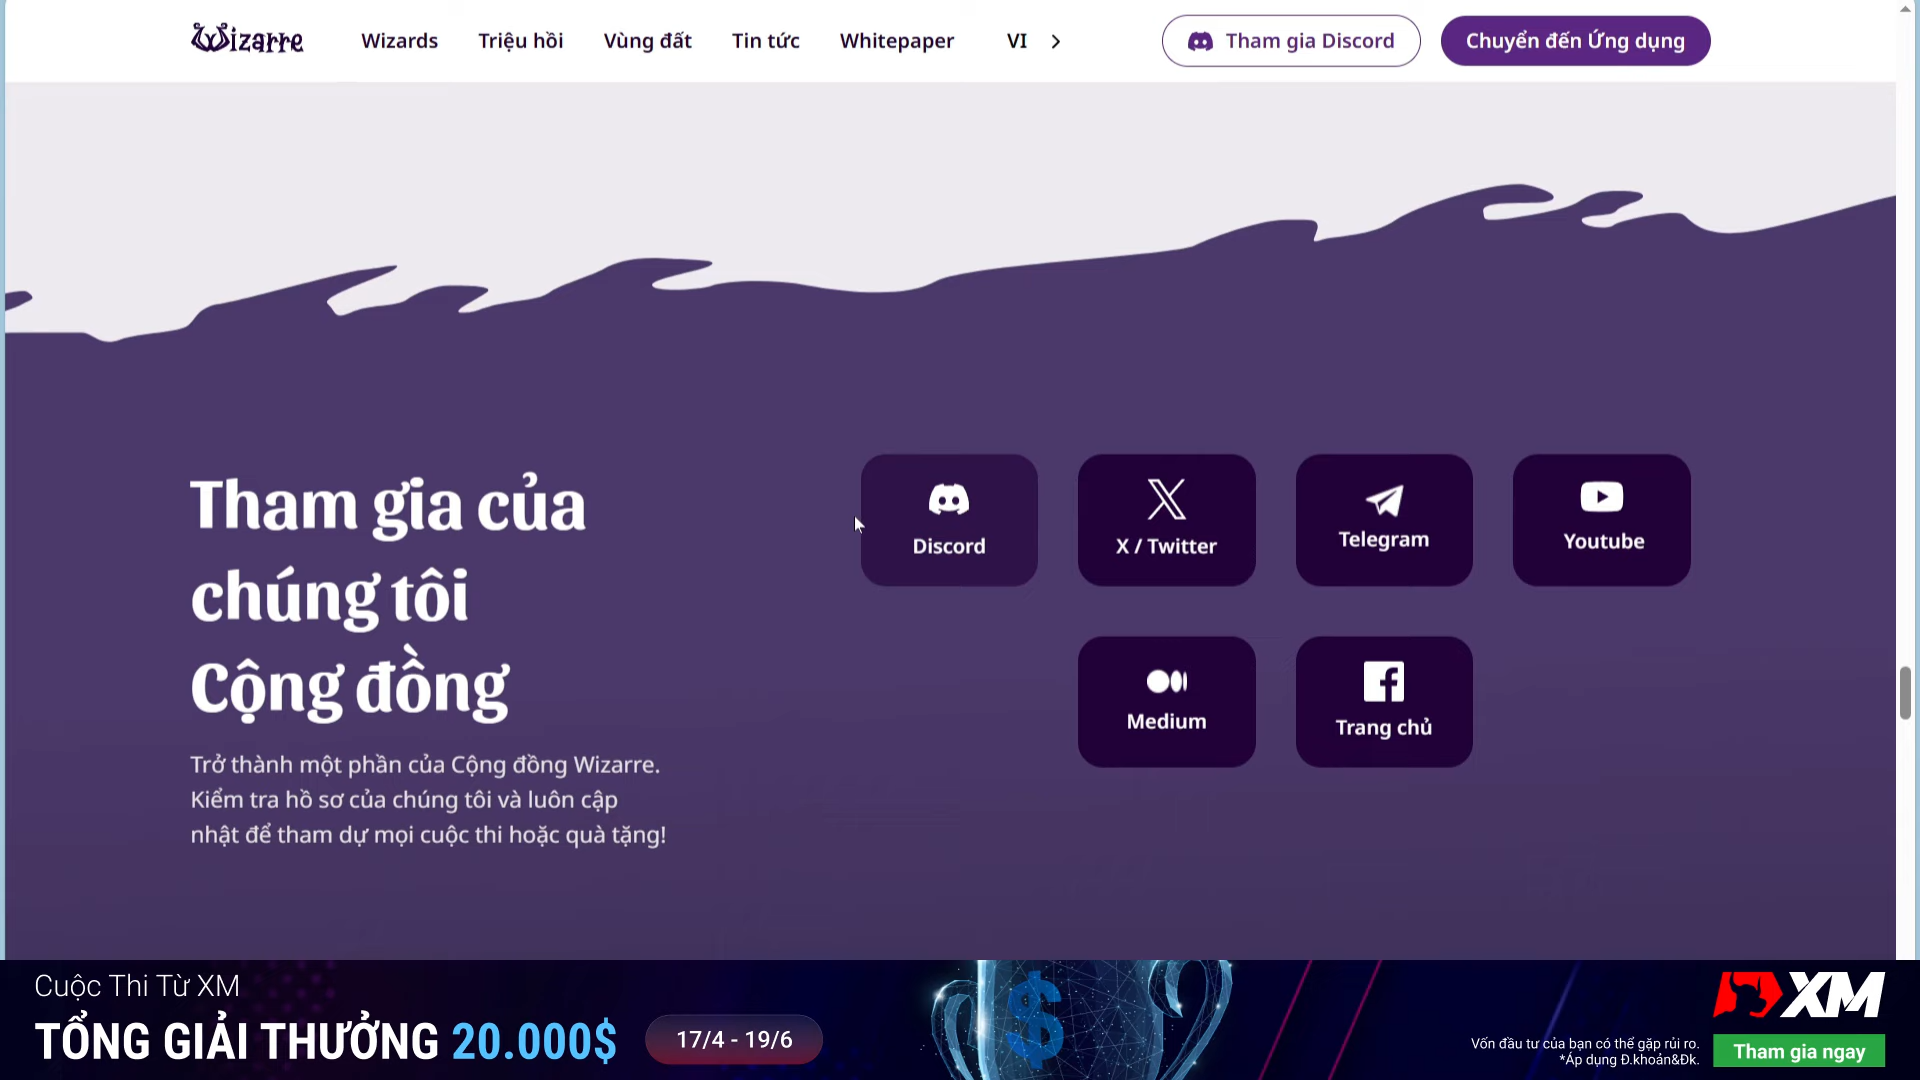 Wizarre
Wizards
Triệu hồi
Vùng đất
Tin tức
Whitepaper
VI
Tham gia Discord
Chuyển đến Ứng dụng
Tham gia của
chúng tôi
Cộng đồng
Trở thành một phần của Cộng đồng Wizarre.
Kiểm tra hồ sơ của chúng tôi và luôn cập
nhật để tham dự mọi cuộc thi hoặc quà tặng!
Discord
X / Twitter
Telegram
Youtube
Medium
Trang chủ
Cuộc Thi Từ XM
TỔNG GIẢI THƯỞNG 20.000$
17/4 - 19/6
$
XM
Vốn đầu tư của bạn có thể gặp rủi ro.
*Áp dụng Đ.khoản&Đk.
Tham gia ngay